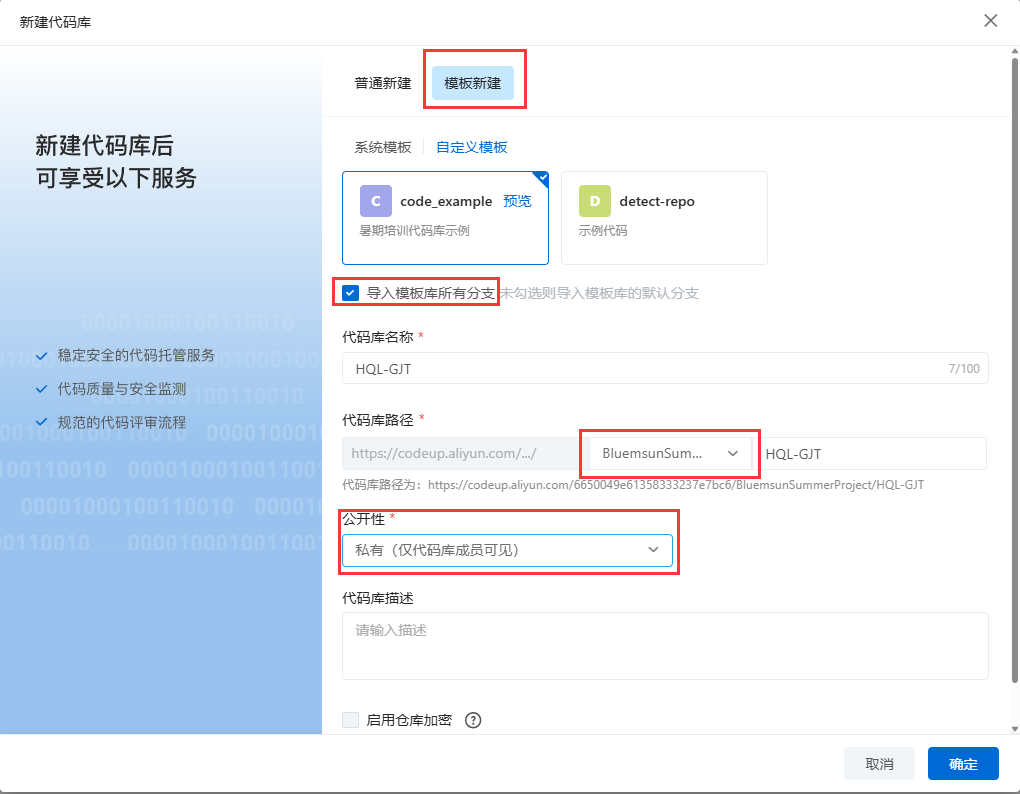 新建代码库
普通新建
模板新建
新建代码库后
可享受以下服务
稳定安全的代码托管服务
代码质量与安全监测
规范的代码评审流程
系统模板
自定义模板
C
code_example
预览
暑期培训代码库示例
D
detect-repo
示例代码
导入模板库所有分支
未勾选则导入模板库的默认分支
代码库名称 *
HQL-GJT
7/100
代码库路径 *
https://codeup.aliyun.com/.../
BluemsunSum...
HQL-GJT
代码库路径为：https://codeup.aliyun.com/6650049e61358333237e7bc6/BluemsunSummerProject/HQL-GJT
公开性 *
私有（仅代码库成员可见）
代码库描述
请输入描述
启用仓库加密
?
取消
确定